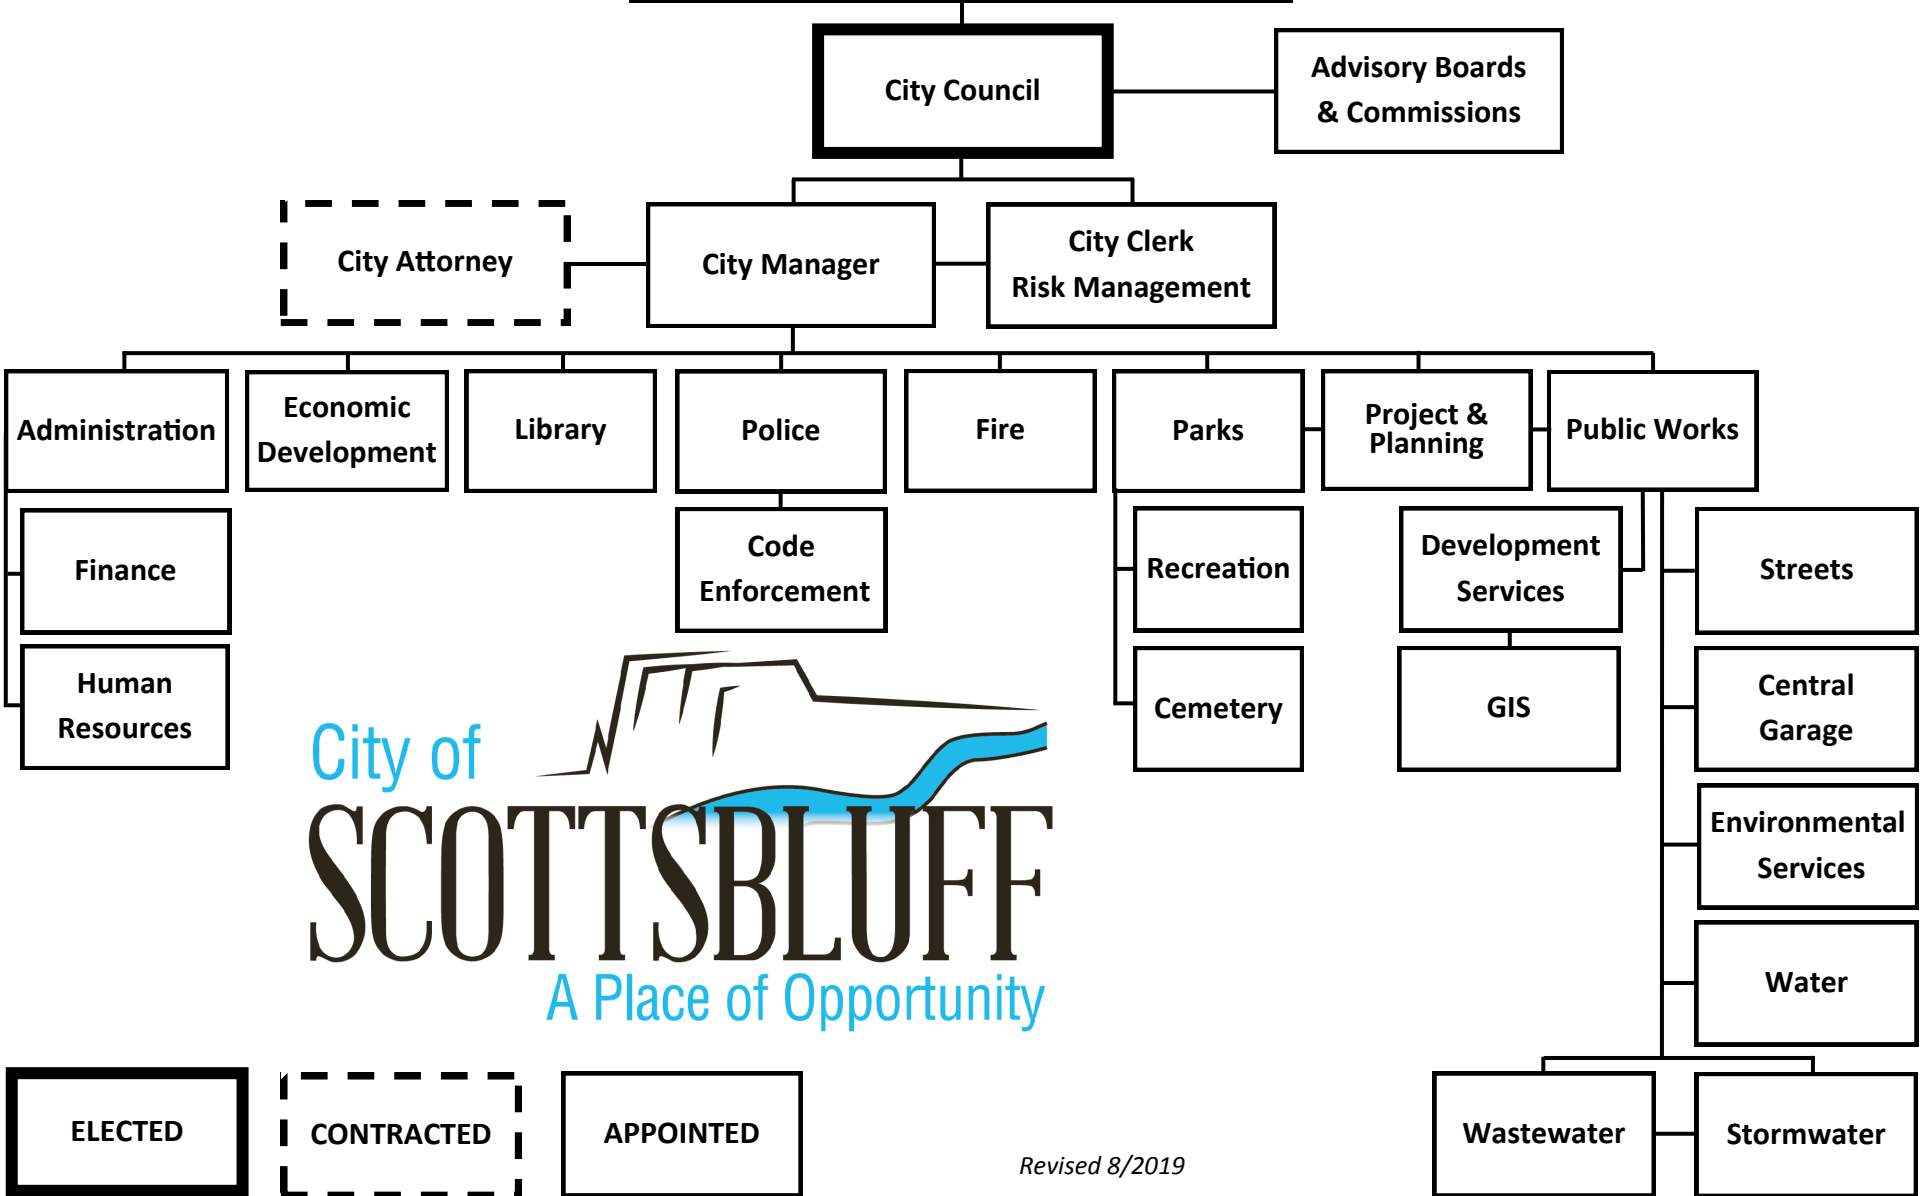 City Council
Advisory Boards
& Commissions
City Attorney
City Manager
City Clerk
Risk Management
Administration
Economic
Development
Library
Police
Fire
Parks
Project &
Planning
Public Works
Finance
Human
Resources
Code
Enforcement
Recreation
Cemetery
Development
Services
GIS
Streets
Central
Garage
Environmental
Services
Water
Wastewater
Stormwater
City of
SCOTTSBLUFF
A Place of Opportunity
ELECTED
CONTRACTED
APPOINTED
Revised 8/2019